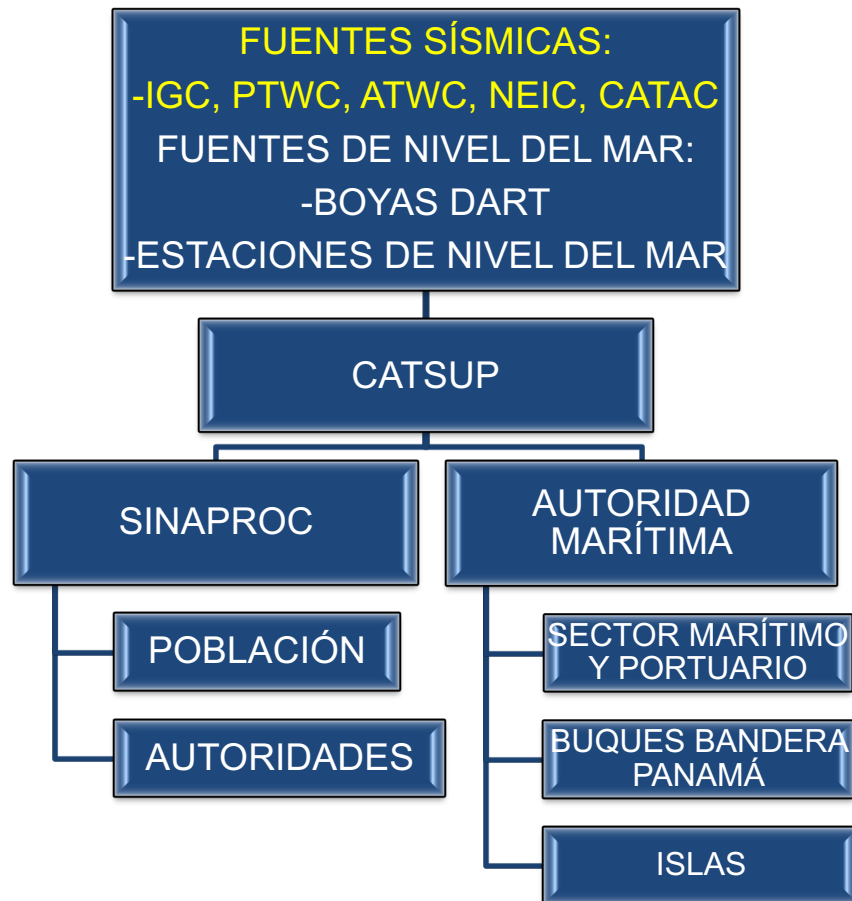 FUENTES SÍSMICAS:
-IGC, PTWC, ATWC, NEIC, CATAC
FUENTES DE NIVEL DEL MAR:
-BOYAS DART
-ESTACIONES DE NIVEL DEL MAR
CATSUP
SINAPROC
AUTORIDAD
MARÍTIMA
POBLACIÓN
AUTORIDADES
SECTOR MARÍTIMO
Y PORTUARIO
BUQUES BANDERA
PANAMÁ
ISLAS